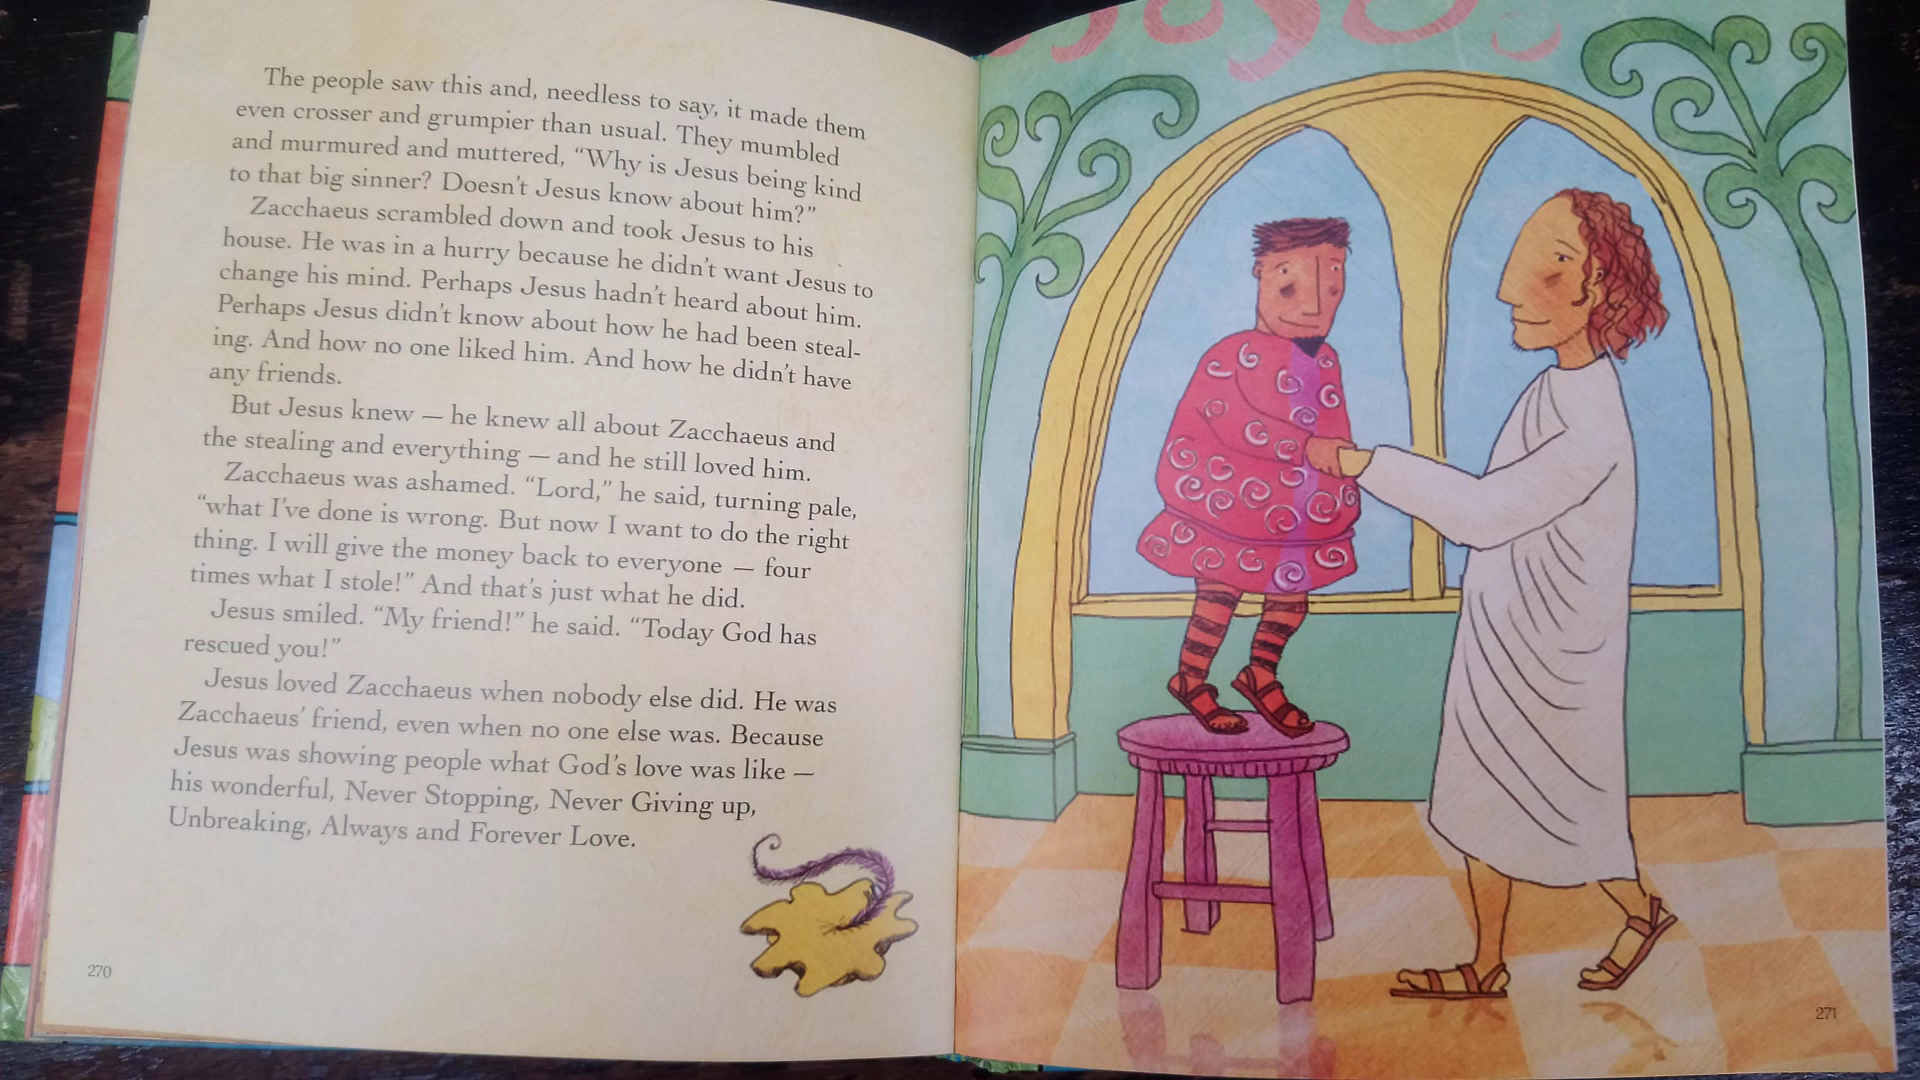 The people saw this and, needless to say, it made them
even crosser and grumpier than usual. They mumbled
and murmured and muttered, “Why is Jesus being kind
to that big sinner? Doesn't Jesus know about him?”
Zacchaeus scrambled down and took Jesus to his
house. He was in a hurry because he didn't want Jesus to
change his mind. Perhaps Jesus hadn't heard about him.
Perhaps Jesus didn't know about how he had been steal-
ing. And how no one liked him. And how he didn't have
any friends.
But Jesus knew — he knew all about Zacchaeus and
the stealing and everything — and he still loved him.
Zacchaeus was ashamed. “Lord,” he said, turning pale,
“what I've done is wrong. But now I want to do the right
thing. I will give the money back to everyone — four
times what I stole!” And that's just what he did.
Jesus smiled. “My friend!” he said. “Today God has
rescued you!”
Jesus loved Zacchaeus when nobody else did. He was
Zacchaeus' friend, even when no one else was. Because
Jesus was showing people what God's love was like —
his wonderful, Never Stopping, Never Giving up,
Unbreaking, Always and Forever Love.
270
271